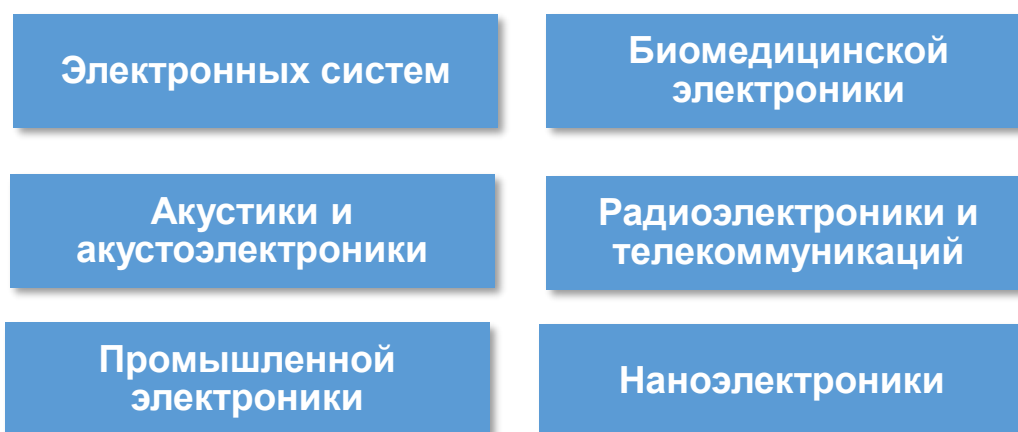 Электронных систем
Биомедицинской
электроники
Акустики и
акустоэлектроники
Радиоэлектроники и
телекоммуникаций
Промышленной
электроники
Наноэлектроники